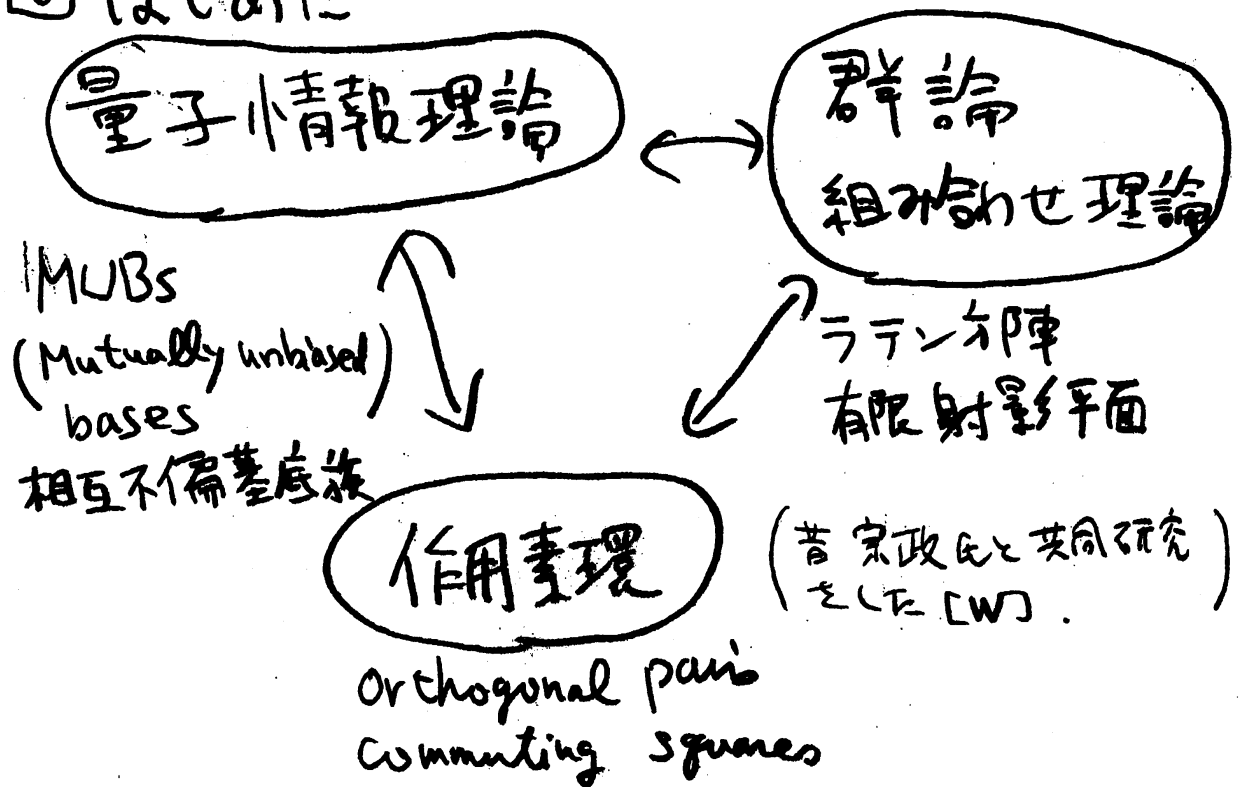 はじめに
量子情報理論
群論
組み合わせ理論
MUBs
(Mutually unbiased
bases)
相互不偏基底族
ラテン方陣
有限射影平面
作用素環
(昔 宗政氏と共同研究
をした [W].)
orthogonal pairs
commuting squares